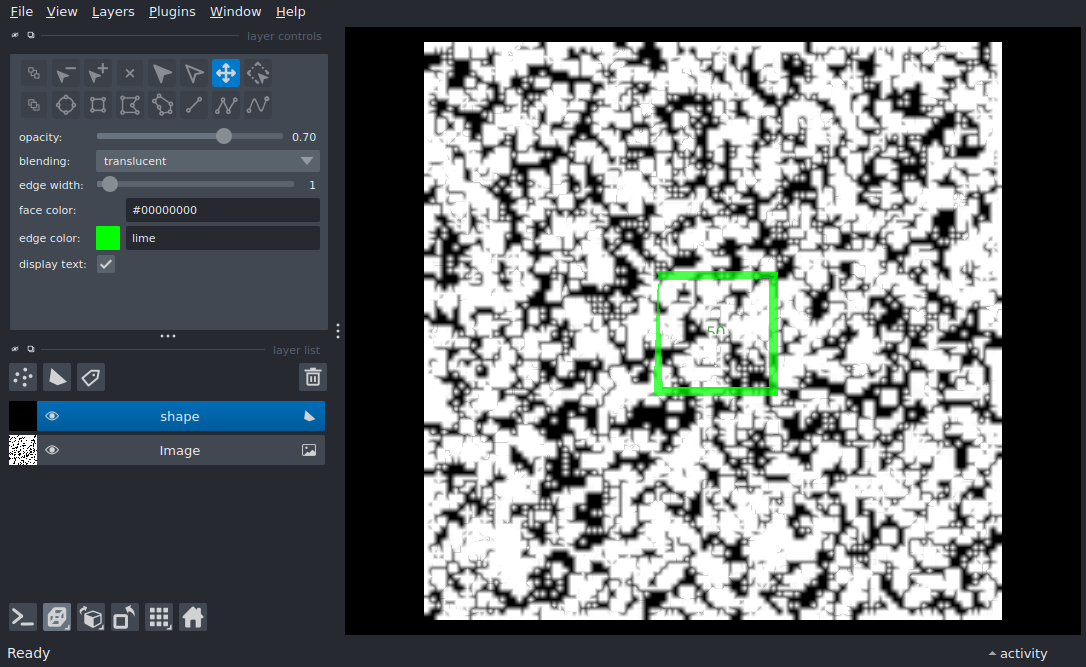 File View Layers Plugins Window Help
layer controls
opacity: 0.70
blending: translucent
edge width: 1
face color: #00000000
edge color: lime
display text:
50
layer list
shape
Image
Ready
activity